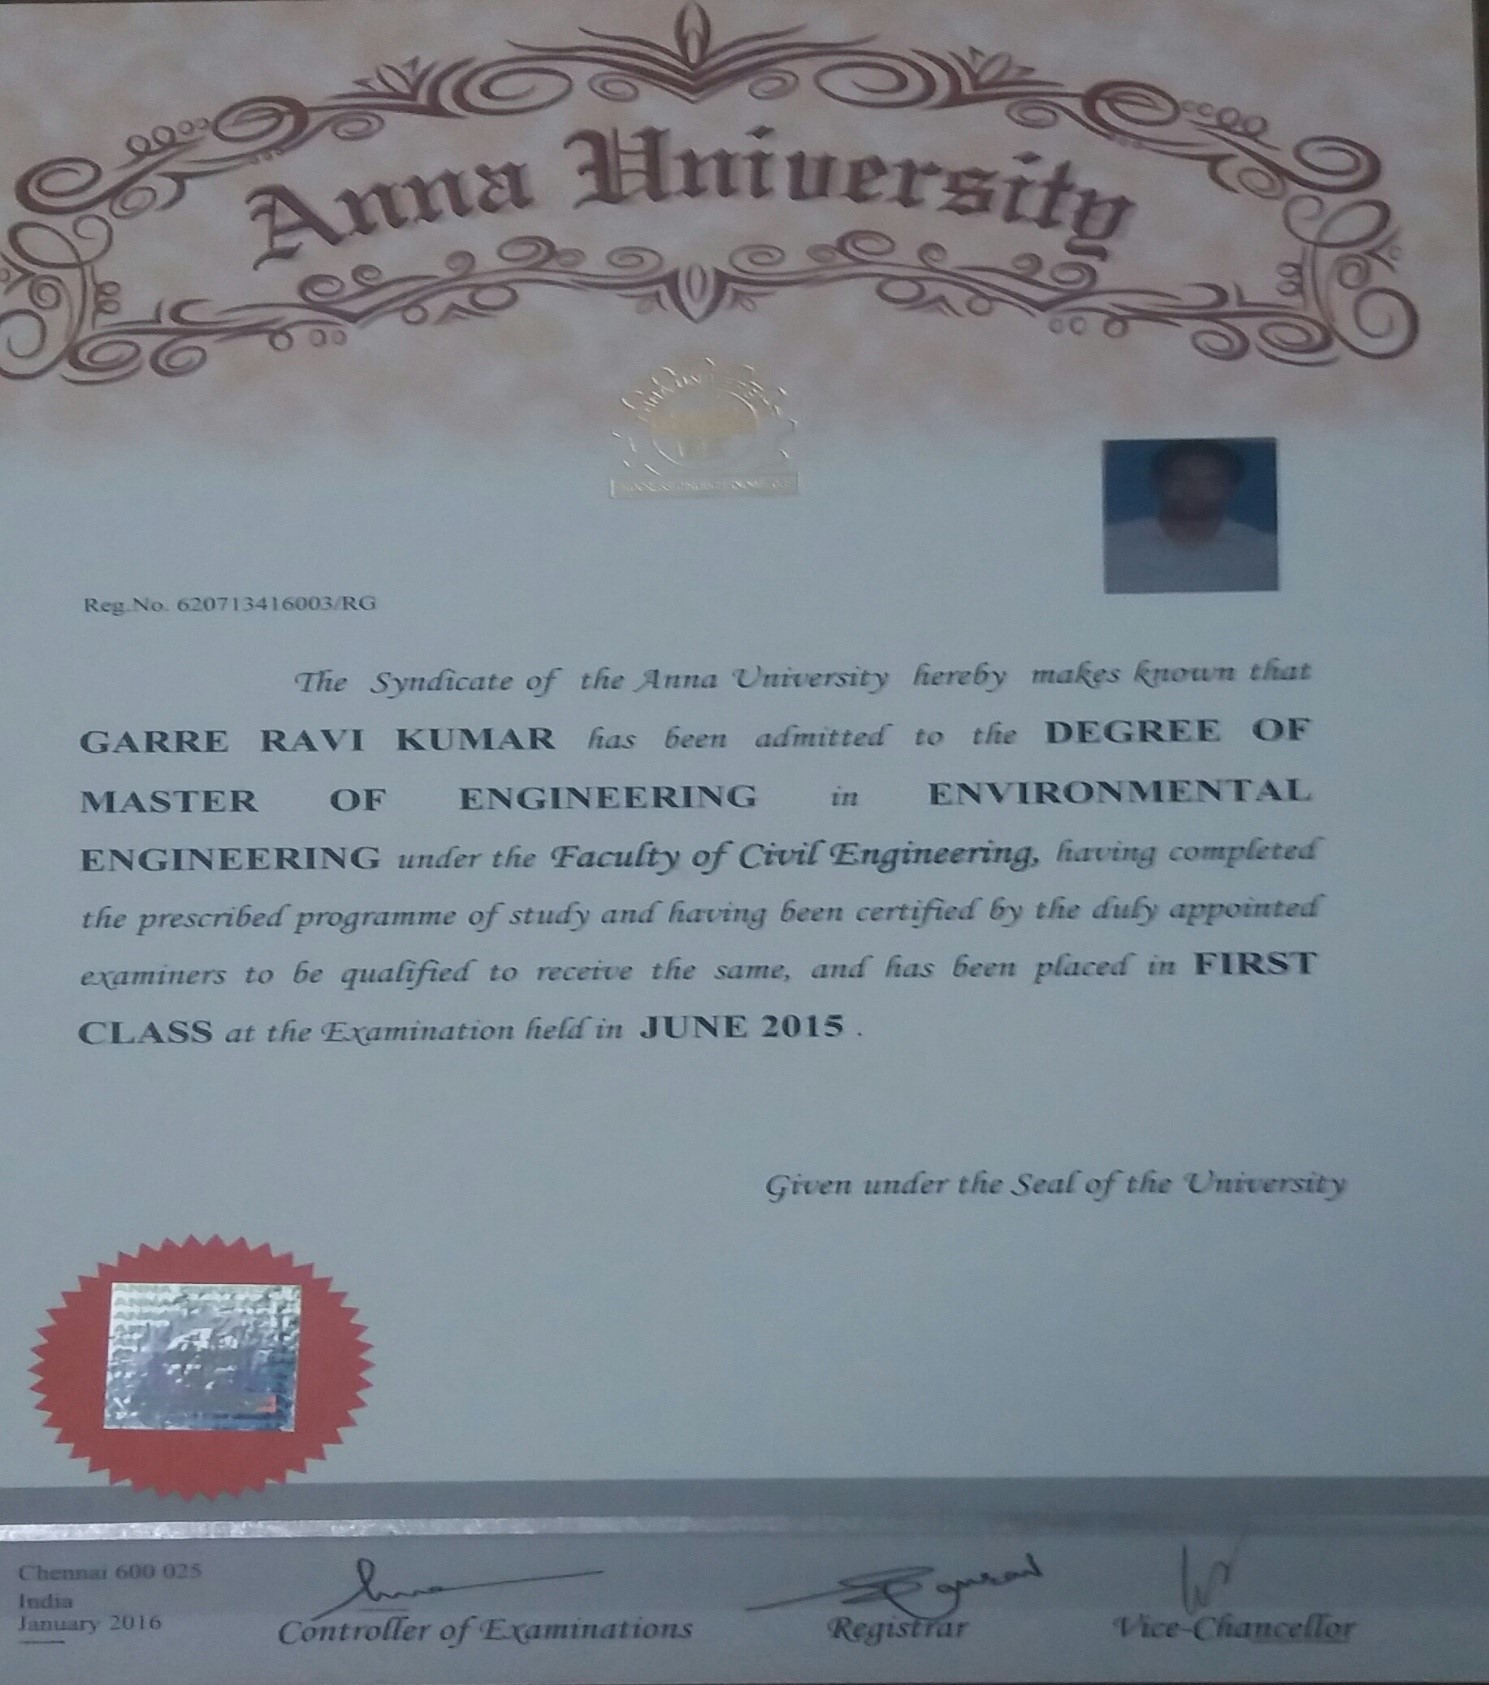 Anna University
Reg.No. 620713416003/RG
The Syndicate of the Anna University hereby makes known that
GARRE RAVI KUMAR has been admitted to the DEGREE OF
MASTER OF ENGINEERING in ENVIRONMENTAL
ENGINEERING under the Faculty of Civil Engineering, having completed
the prescribed programme of study and having been certified by the duly appointed
examiners to be qualified to receive the same, and has been placed in FIRST
CLASS at the Examination held in JUNE 2015 .
Given under the Seal of the University
Chennai 600 025
India
January 2016
Controller of Examinations
Registrar
Vice-Chancellor